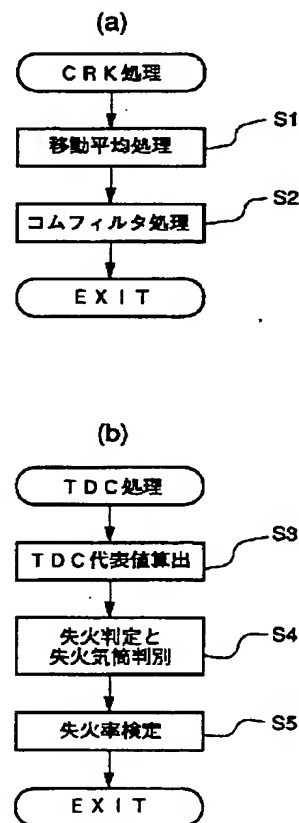 (a)
CRK処理
移動平均処理
S1
コムフィルタ処理
S2
EXIT
(b)
TDC処理
TDC代表値算出
S3
失火判定と
失火気筒判別
S4
失火率検定
S5
EXIT